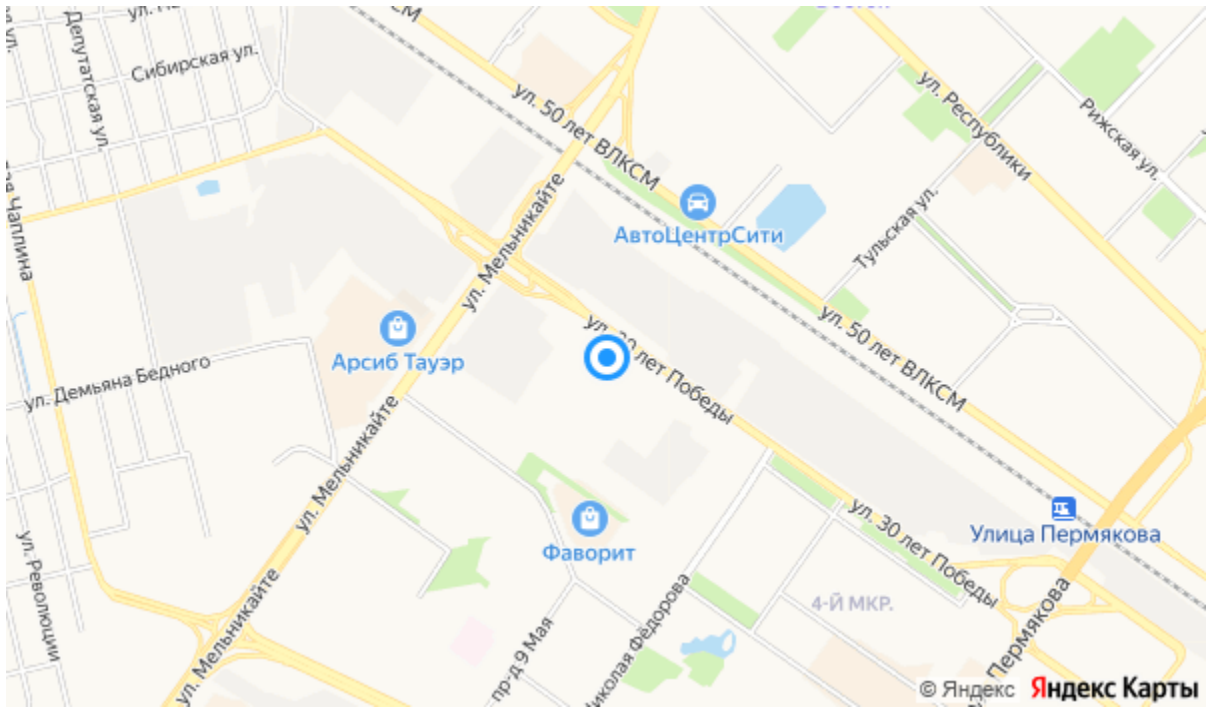 ул. 50 лет ВЛКСМ
Депутатская ул.
Сибирская ул.
ул. Республики
Рижская ул.
Тульская ул.
ул. Мельникайте
АвтоЦентрСити
Чаплина
ул. 30 лет Победы
ул. 50 лет ВЛКСМ
Арсиб Тауэр
ул. Демьяна Бедного
ул. Мельникайте
ул. 30 лет Победы
Улица Пермякова
Фаворит
ул. Революции
4-Й МКР.
ул. Мельникайте
пр-д 9 Мая
Николая Фёдорова
Пермякова
© Яндекс Яндекс Карты